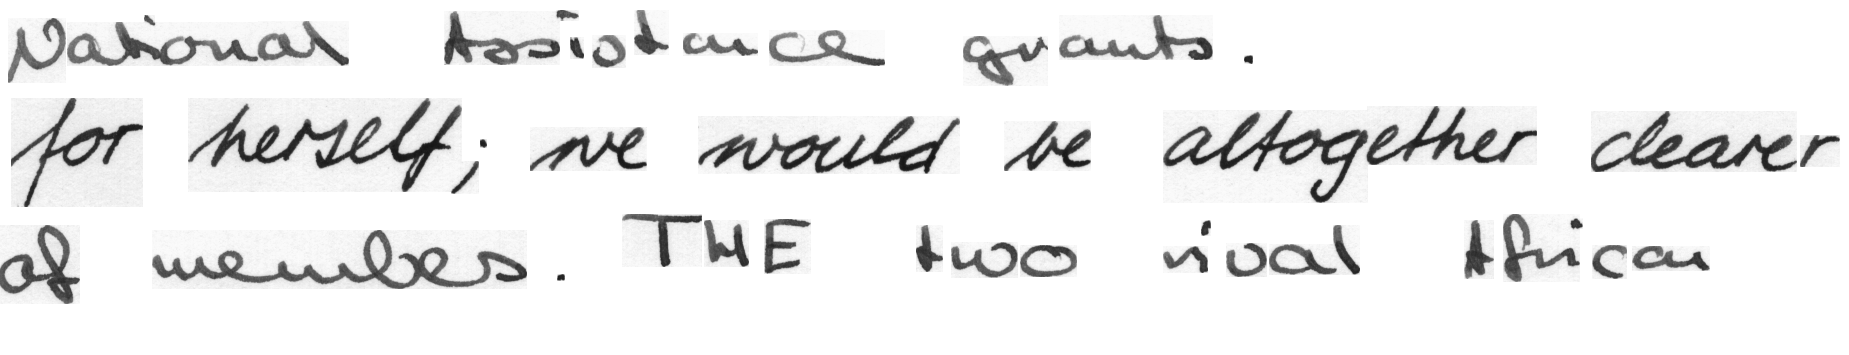 National Assistance grants.
for herself; we would be altogether clearer
of members. THE two rival African